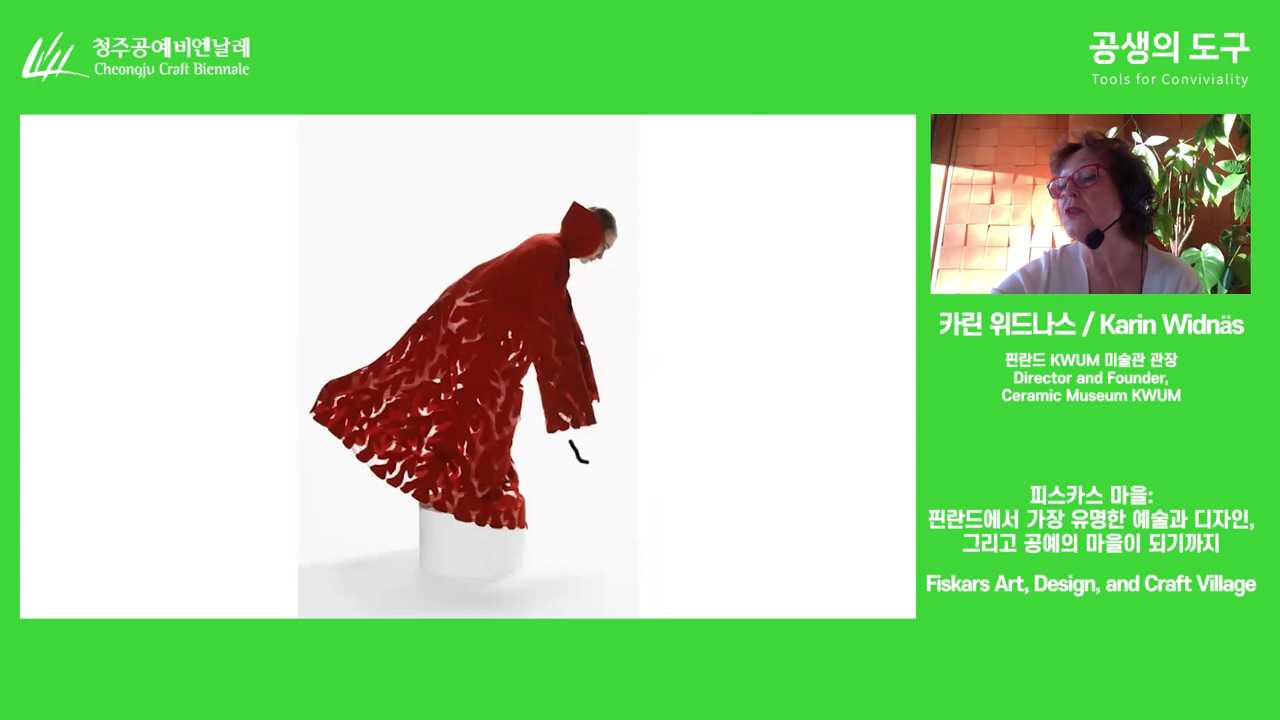 청주공예비엔날레
Cheongju Craft Biennale
공생의 도구
Tools for Conviviality
카린 위드나스 / Karin Widnäs
핀란드 KWUM 미술관 관장
Director and Founder,
Ceramic Museum KWUM
피스카스 마을:
핀란드에서 가장 유명한 예술과 디자인,
그리고 공예의 마을이 되기까지
Fiskars Art, Design, and Craft Village